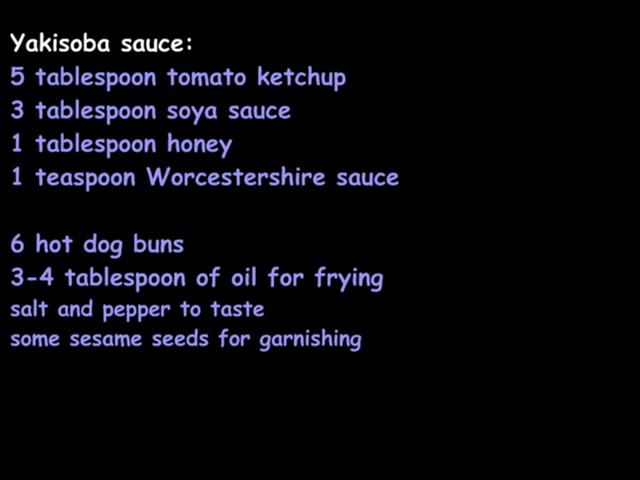 Yakisoba sauce:
5 tablespoon tomato ketchup
3 tablespoon soya sauce
1 tablespoon honey
1 teaspoon Worcestershire sauce
6 hot dog buns
3-4 tablespoon of oil for frying
salt and pepper to taste
some sesame seeds for garnishing